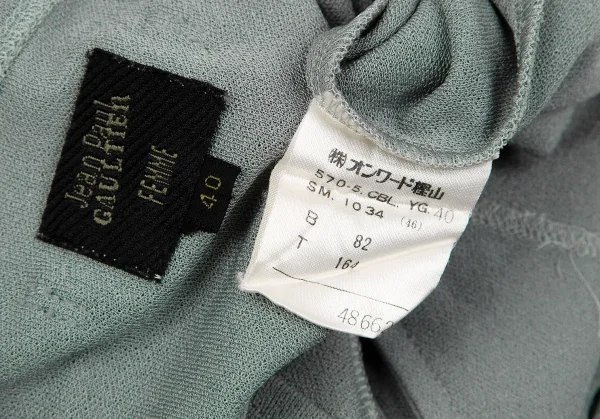 Jean Paul
GAULTIER
FEMME
40
㈱オンワード樫山
570-5. CBL. YG. 40
SM. 1034 (46)
B 82
T 164
48662